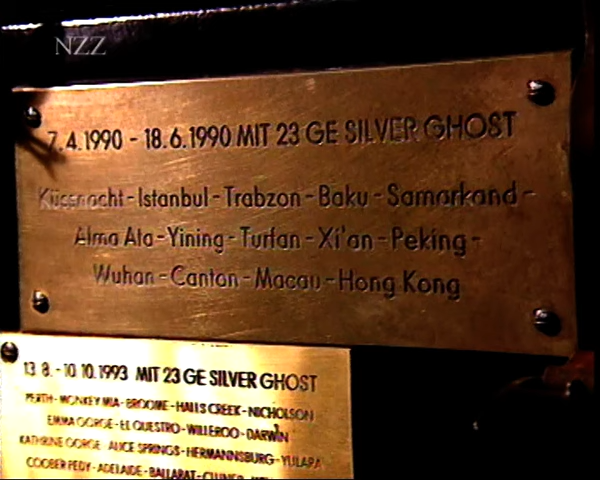 NZZ
7.4.1990 - 18.6.1990 MIT 23 GE SILVER GHOST
Küssnacht - Istanbul - Trabzon - Baku - Samarkand -
Alma Ata - Yining - Turfan - Xi'an - Peking -
Wuhan - Canton - Macau - Hong Kong
13 8. - 10 10. 1993 MIT 23 GE SILVER GHOST
PERTH - MONKEY MIA - BROOME - HALLS CREEK - NICHOLSON
EMMA GORGE - EL QUESTRO - WILLEROO - DARWIN
KATHRINE GORGE ALICE SPRINGS - HERMANNSBURG - YULARA
COOBER PEDY - ADELAIDE - BALLARAT -